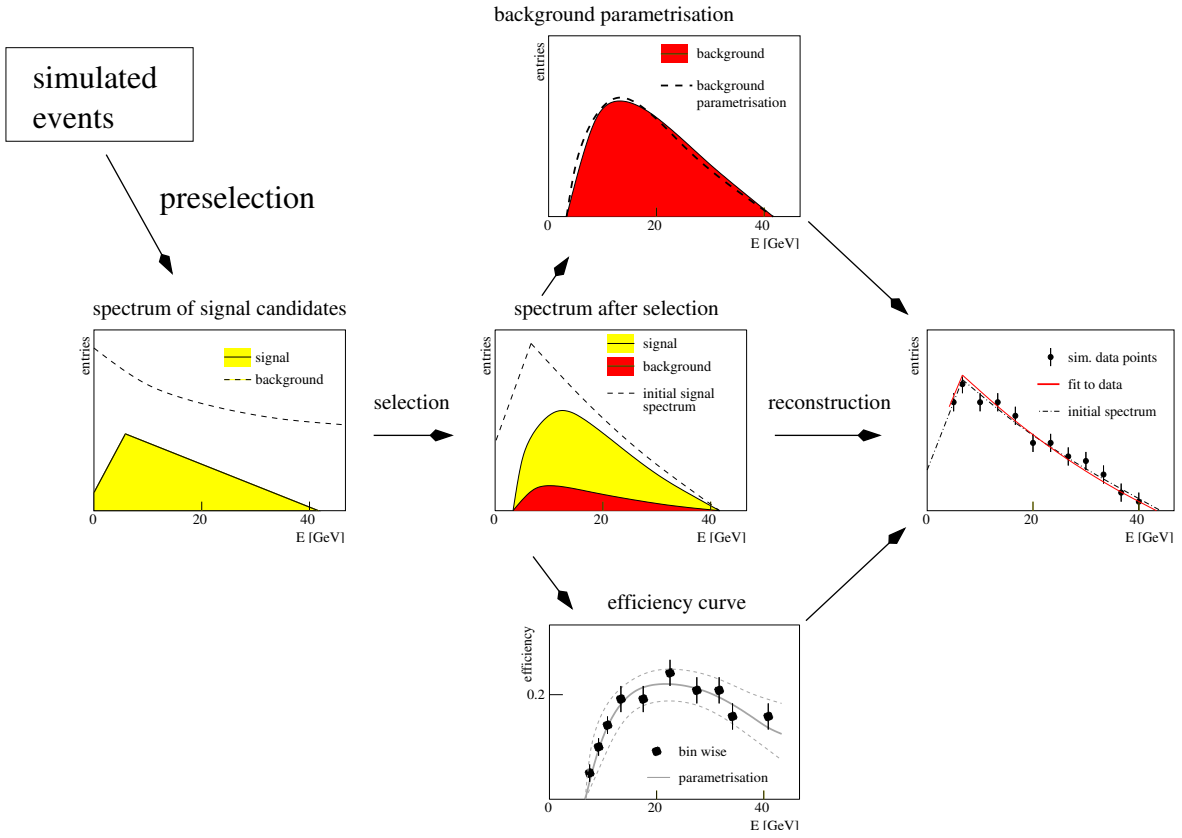 background parametrisation
entries
background
background
parametrisation
0
20
40
E [GeV]
simulated
events
preselection
spectrum of signal candidates
entries
signal
background
0
20
40
E [GeV]
selection
spectrum after selection
entries
signal
background
initial signal
spectrum
0
20
40
E [GeV]
reconstruction
entries
sim. data points
fit to data
initial spectrum
0
20
40
E [GeV]
efficiency curve
efficiency
0.2
bin wise
parametrisation
0
20
40
E [GeV]